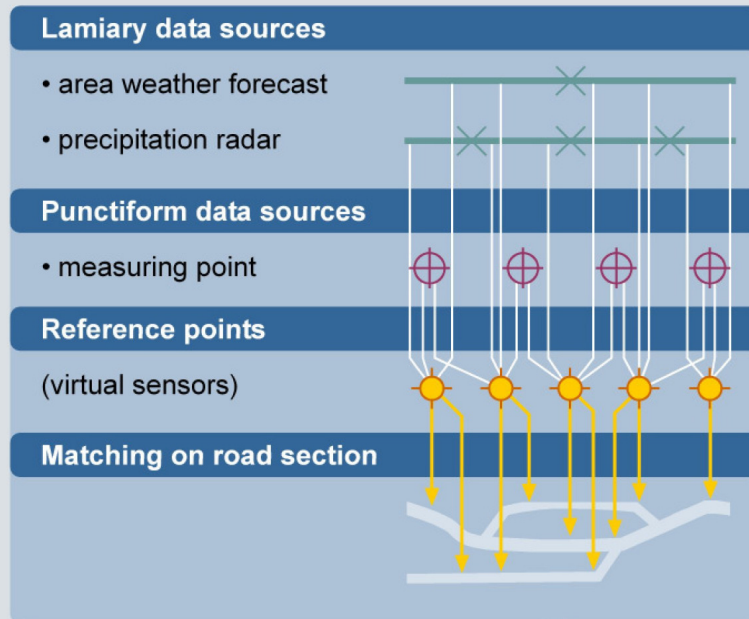 Lamiary data sources
• area weather forecast
• precipitation radar
Punctiform data sources
• measuring point
Reference points
(virtual sensors)
Matching on road section